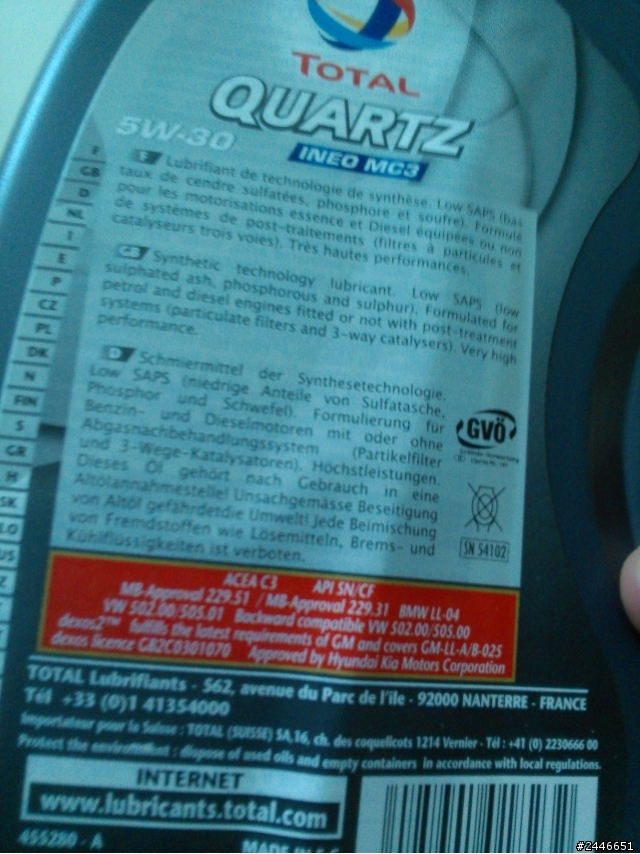 TOTAL
QUARTZ
5W-30
INEO MC3
F Lubrifiant de technologie de synthèse. Low SAPS (bas
taux de cendre sulfatées, phosphore et soufre). Formulé
pour les motorisations essence et Diesel équipées ou non
de systèmes de post-traitements (filtres à particules et
catalyseurs trois voies). Très hautes performances.
GB Synthetic technology lubricant. Low SAPS (low
sulphated ash, phosphorous and sulphur). Formulated for
petrol and diesel engines fitted or not with post-treatment
systems (particulate filters and 3-way catalysers). Very high
performance.
D Schmiermittel der Synthesetechnologie.
Low SAPS (niedrige Anteile von Sulfatasche,
Phosphor und Schwefel). Formulierung für
Benzin- und Dieselmotoren mit oder ohne
Abgasnachbehandlungssystem (Partikelfilter
und 3-Wege-Katalysatoren). Höchstleistungen.
Dieses Öl gehört nach Gebrauch in eine
Altölannahmestelle! Unsachgemässe Beseitigung
von Altöl gefährdetdie Umwelt! Jede Beimischung
von Fremdstoffen wie Lösemitteln, Brems- und
Kühlflüssigkeiten ist verboten.
F
GB
D
NL
I
E
P
CZ
PL
DK
N
FIN
S
GR
H
SK
GVÖ
SN 54102
ACEA C3 API SN/CF
MB-Approval 229.51 / MB-Approval 229.31 BMW LL-04
VW 502.00/505.01 Backward compatible VW 502.00/505.00
dexos2™ fulfills the latest requirements of GM and covers GM-LL-A/B-025
dexos licence GB2C0301070 Approved by Hyundai Kia Motors Corporation
TOTAL Lubrifiants - 562, avenue du Parc de l'île - 92000 NANTERRE - FRANCE
Tél +33 (0)1 41354000
Importateur pour la Suisse : TOTAL (SUISSE) SA,16, ch. des coquelicots 1214 Vernier - Tél : +41 (0) 2230666 00
Protect the environment : dispose of used oils and empty containers in accordance with local regulations.
INTERNET
www.lubricants.total.com
455280 - A
MADE IN
#2446651